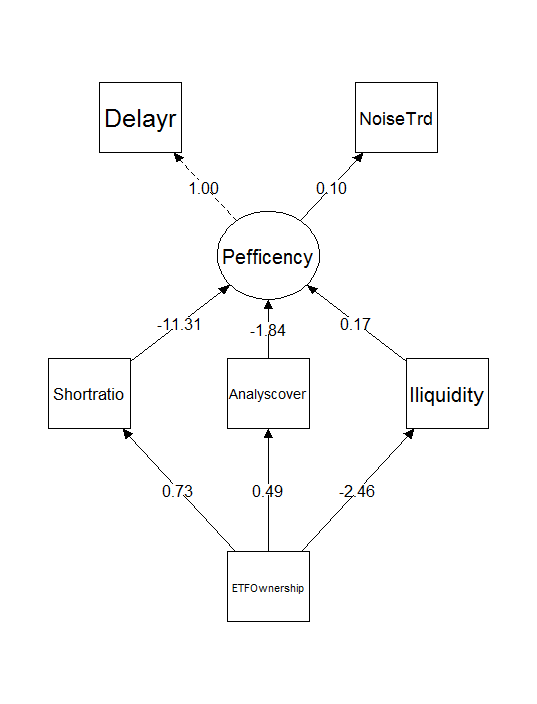 Delayr
NoiseTrd
1.00
0.10
Pefficency
-11.31
-1.84
0.17
Shortratio
Analyscover
Iliquidity
0.73
0.49
-2.46
ETFOwnership